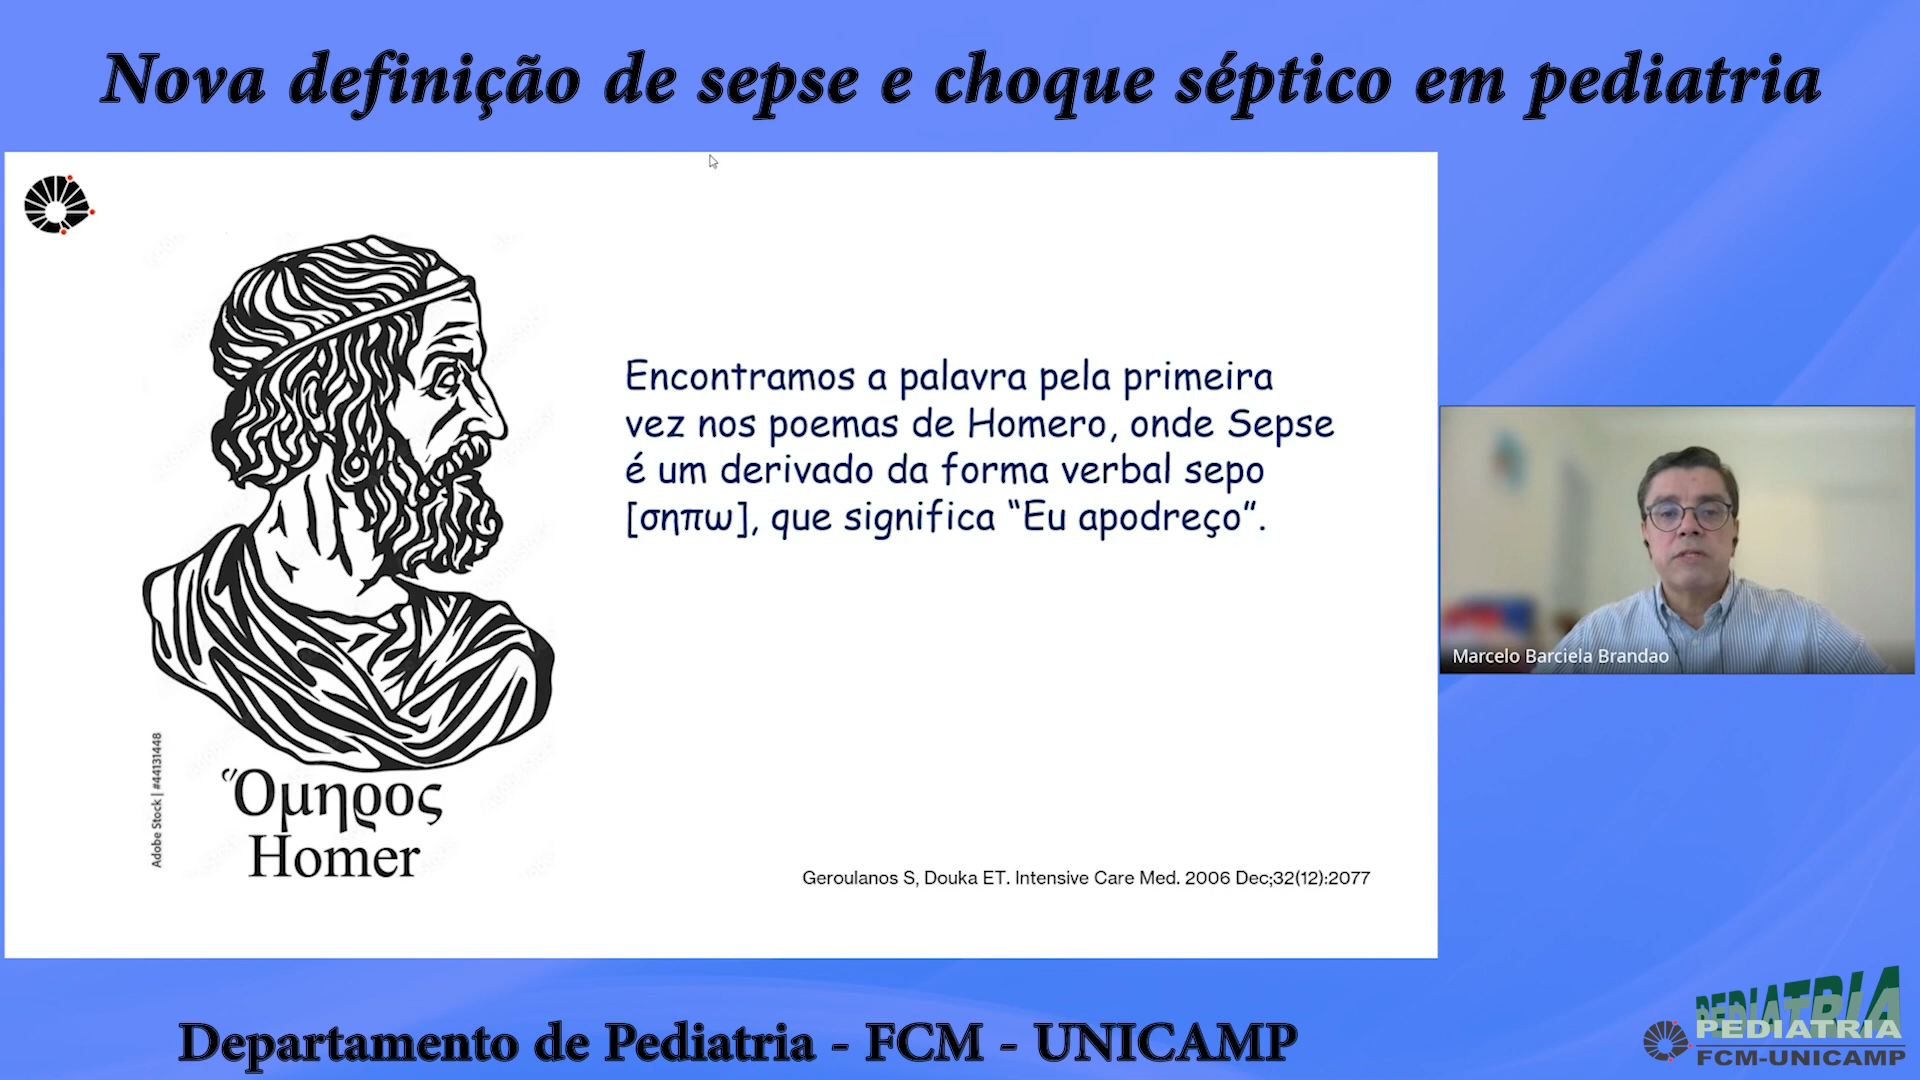 Nova definição de sepse e choque séptico em pediatria
Encontramos a palavra pela primeira
vez nos poemas de Homero, onde Sepse
é um derivado da forma verbal sepo
[σηπω], que significa “Eu apodreço”.
Adobe Stock | #44131448
Ὅμηρος
Homer
Geroulanos S, Douka ET. Intensive Care Med. 2006 Dec;32(12):2077
Marcelo Barciela Brandao
Departamento de Pediatria - FCM - UNICAMP
PEDIATRIA
PEDIATRIA
FCM-UNICAMP